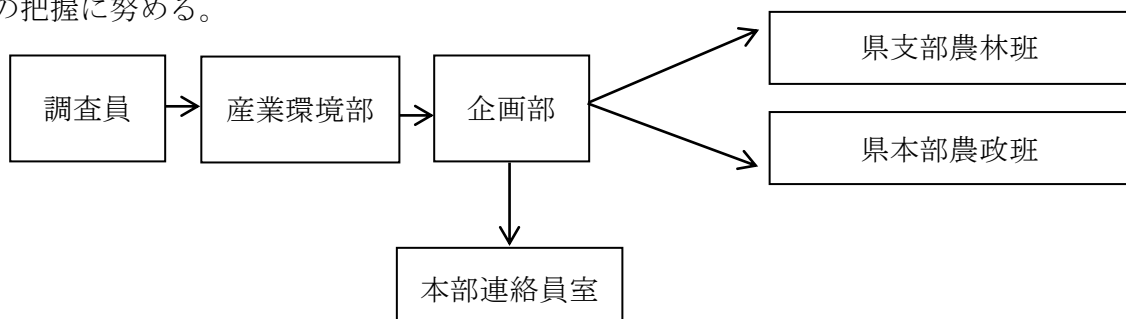 の把握に努める。
県支部農林班
調査員
産業環境部
企画部
県本部農政班
本部連絡員室